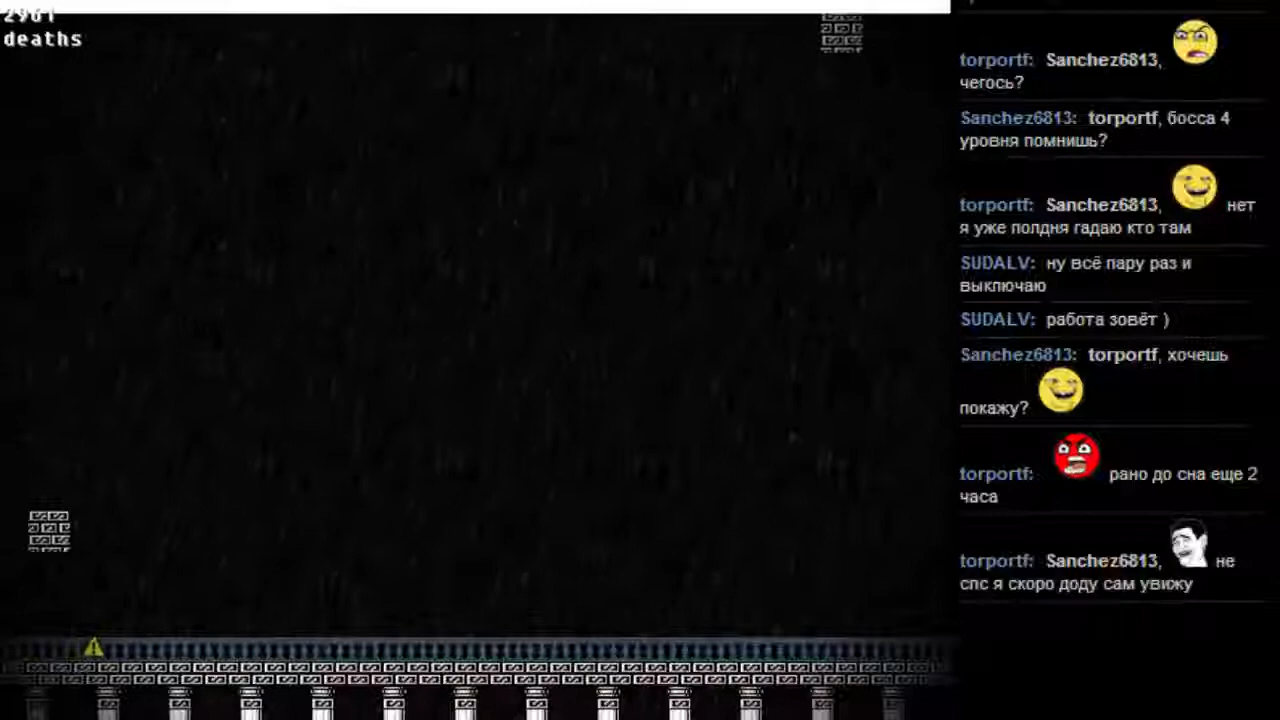 deaths
torportf: Sanchez6813,
чегось?
Sanchez6813: torportf, босса 4
уровня помнишь?
torportf: Sanchez6813, нет
я уже полдня гадаю кто там
SUDALV: ну всё пару раз и
выключаю
SUDALV: работа зовёт )
Sanchez6813: torportf, хочешь
покажу?
torportf: рано до сна еще 2
часа
torportf: Sanchez6813, не
спс я скоро доду сам увижу